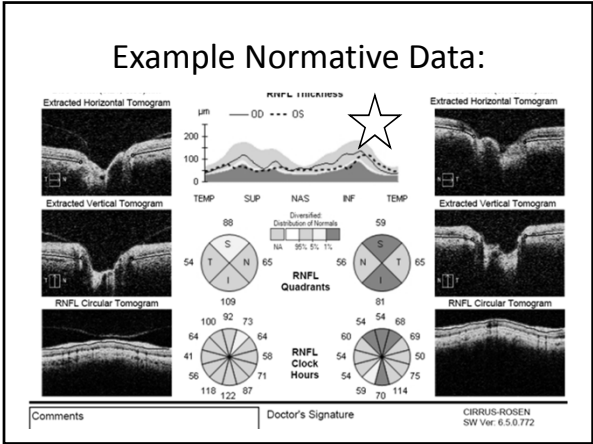 Example Normative Data:
Extracted Horizontal Tomogram
RNFL Thickness
Extracted Horizontal Tomogram
μm
OD
OS
200
100
0
TEMP SUP NAS INF TEMP
Extracted Vertical Tomogram
Extracted Vertical Tomogram
Diversified:
Distribution of Normals
NA 95% 5% 1%
88
S
54 T N 65
I
109
RNFL
Quadrants
59
S
56 T N 65
I
81
RNFL Circular Tomogram
RNFL Circular Tomogram
92
100 73
64 64
41 58
56 71
118 87
122
RNFL
Clock
Hours
54
54 68
60 69
54 50
54 75
59 114
70
Comments
Doctor's Signature
CIRRUS-ROSEN
SW Ver: 6.5.0.772